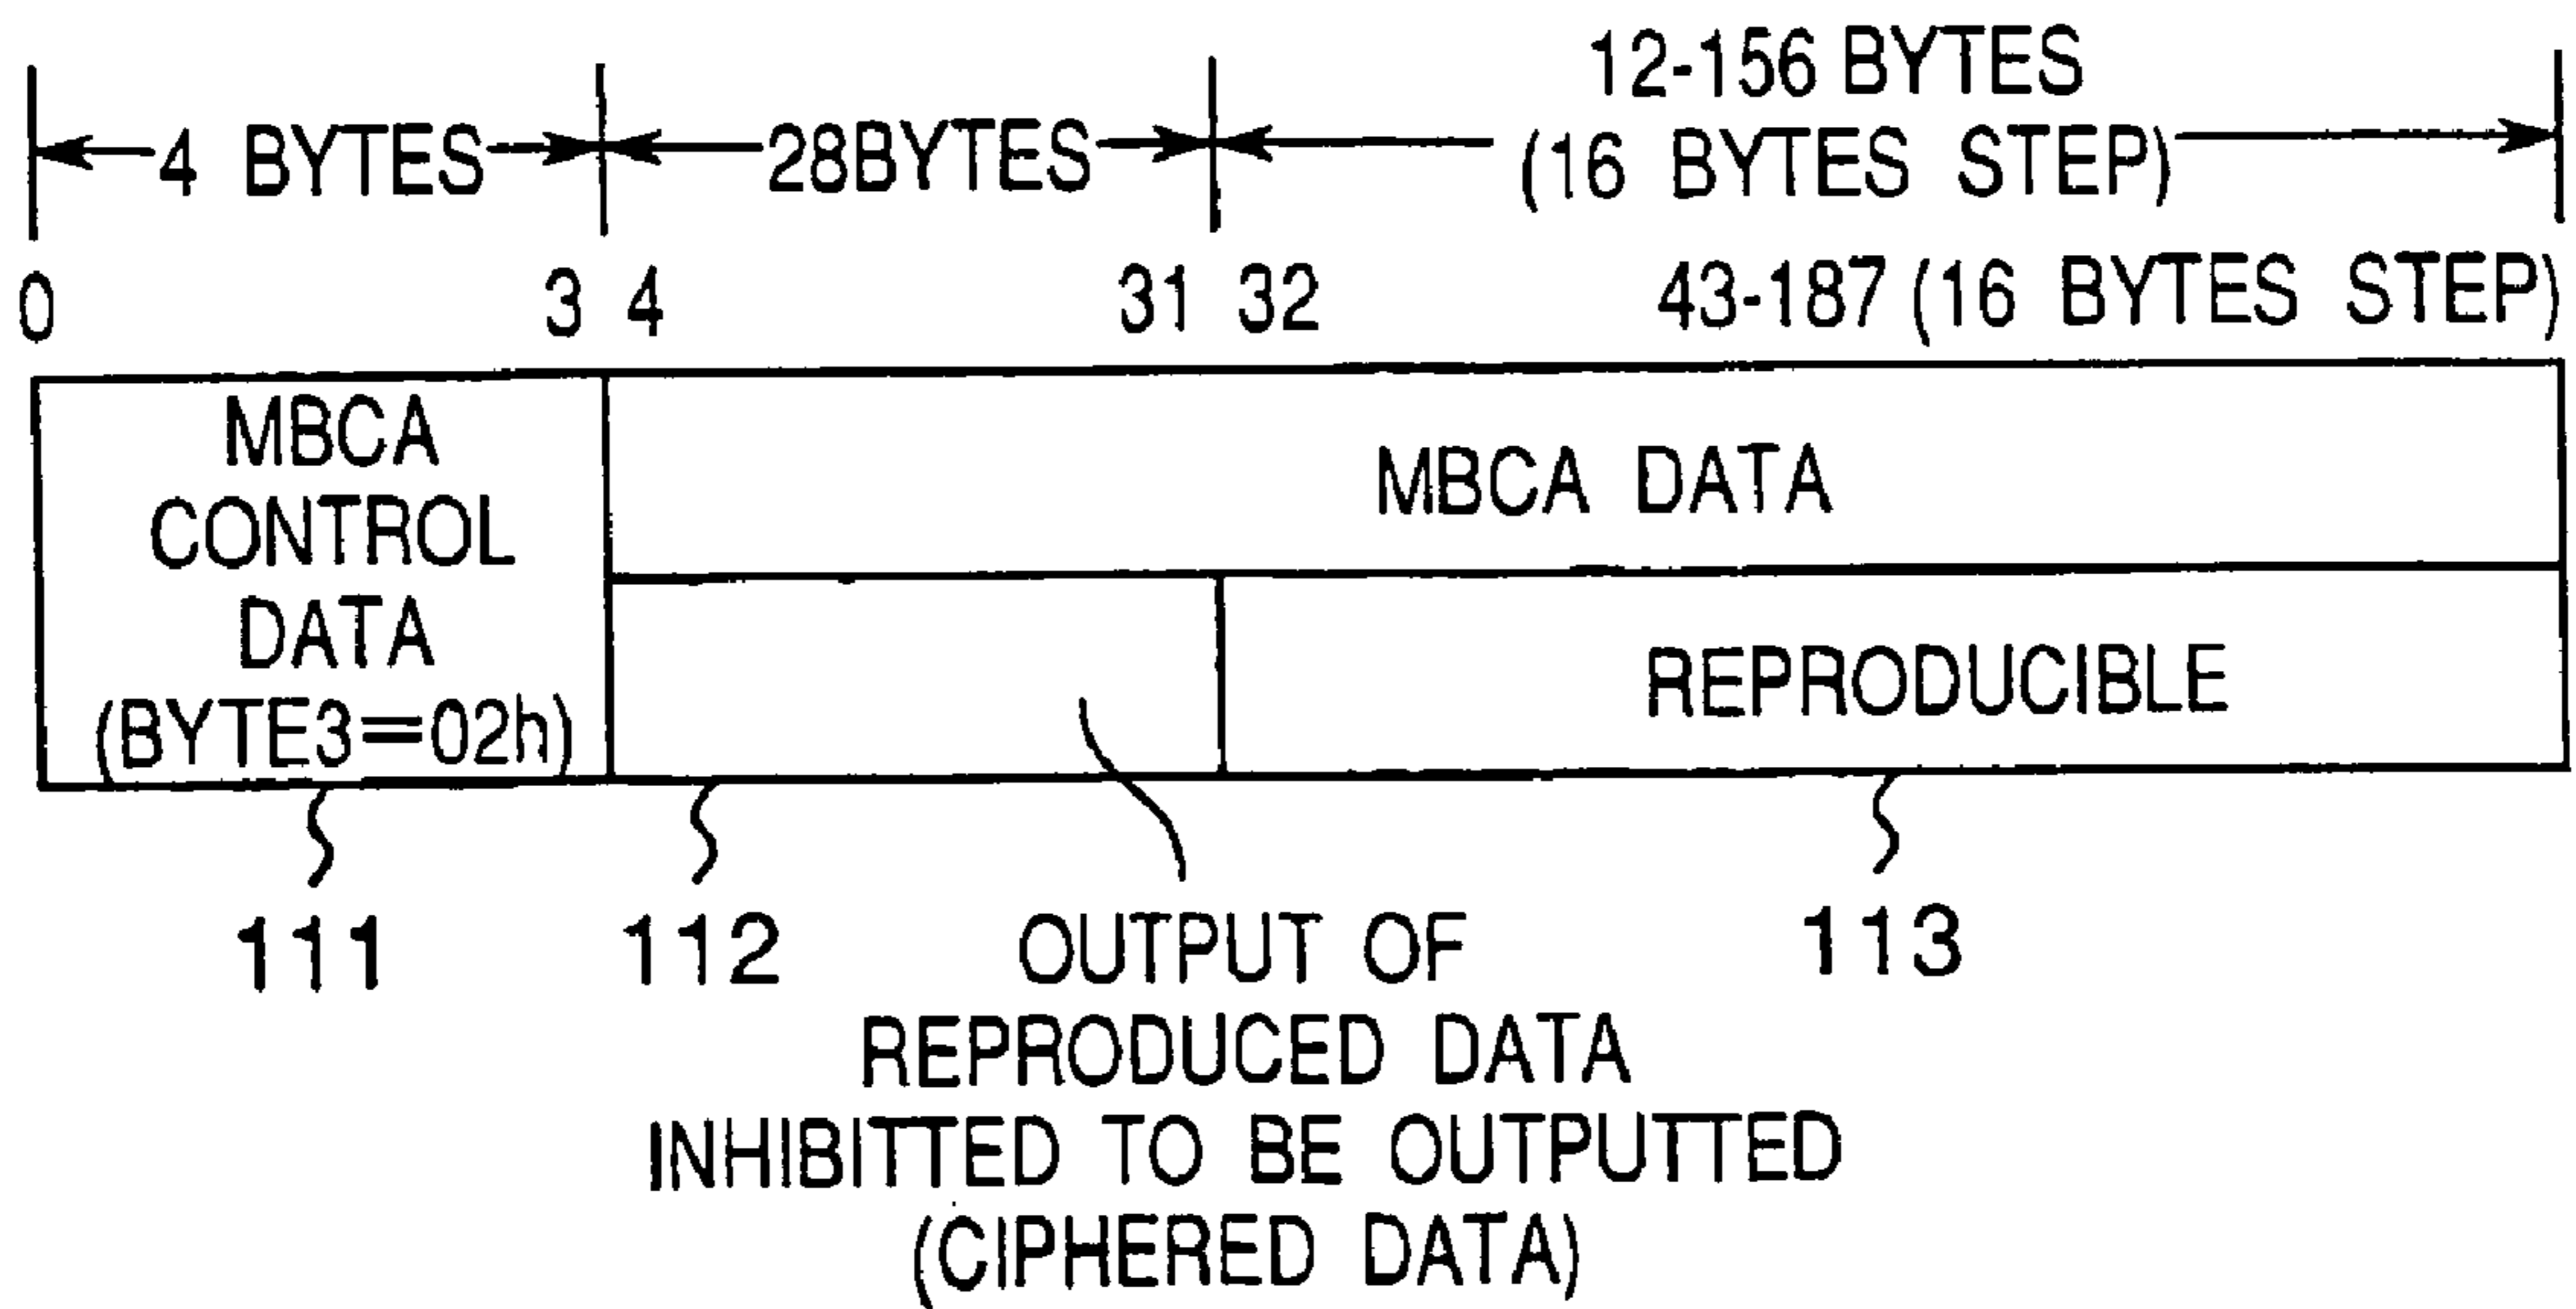 12-156 BYTES
4 BYTES 28BYTES (16 BYTES STEP)
0 3 4 31 32 43-187 (16 BYTES STEP)
MBCA
CONTROL
DATA
(BYTE3=02h)
MBCA DATA
REPRODUCIBLE
111 112 113
OUTPUT OF
REPRODUCED DATA
INHIBITTED TO BE OUTPUTTED
(CIPHERED DATA)